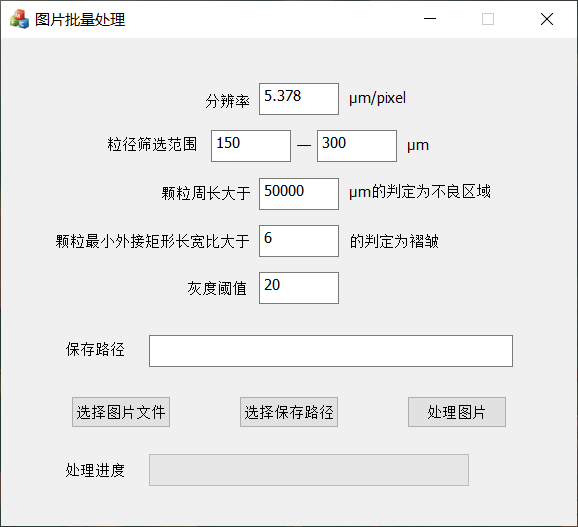 图片批量处理
分辨率 5.378 μm/pixel
粒径筛选范围 150 — 300 μm
颗粒周长大于 50000 μm的判定为不良区域
颗粒最小外接矩形长宽比大于 6 的判定为褶皱
灰度阈值 20
保存路径
选择图片文件 选择保存路径 处理图片
处理进度